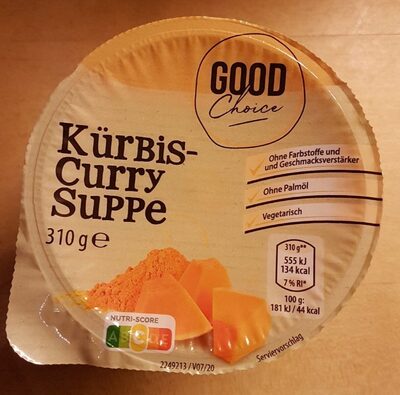 GOOD
Choice
Kürbis-
Curry
Suppe
310 g e
Ohne Farbstoffe und
und Geschmacksverstärker
Ohne Palmöl
Vegetarisch
310 g**
555 kJ
134 kcal
7 % RI*
100 g:
181 kJ / 44 kcal
NUTRI-SCORE
A B C D E
Serviervorschlag
2249213 / V07/20